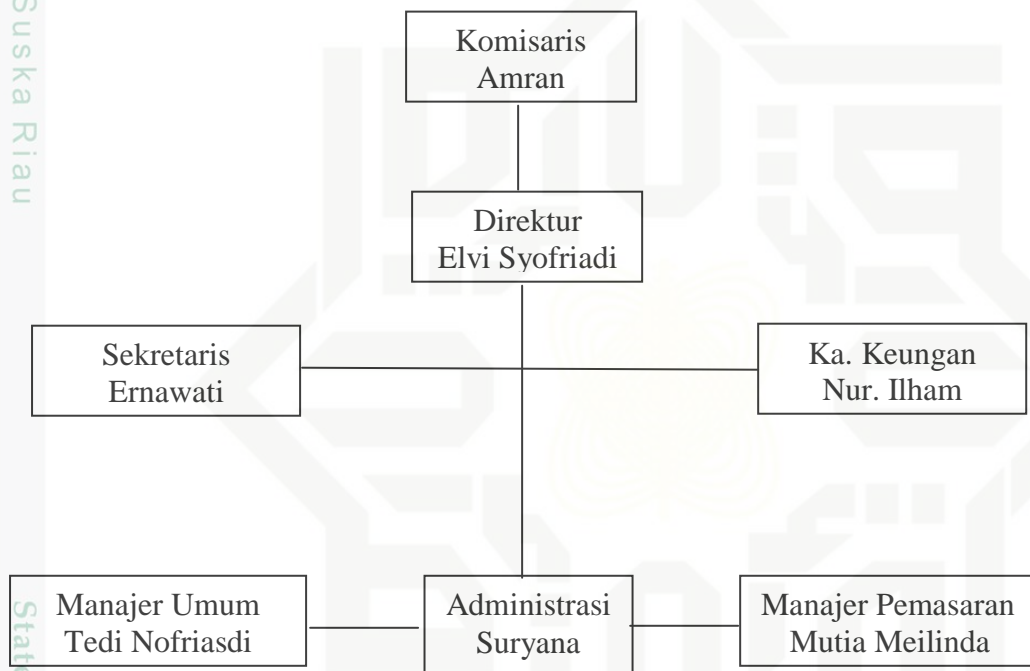 Suska Riau
Komisaris
Amran
Direktur
Elvi Syofriadi
Sekretaris
Ernawati
Ka. Keungan
Nur. Ilham
Manajer Umum
Tedi Nofriasdi
Administrasi
Suryana
Manajer Pemasaran
Mutia Meilinda
State